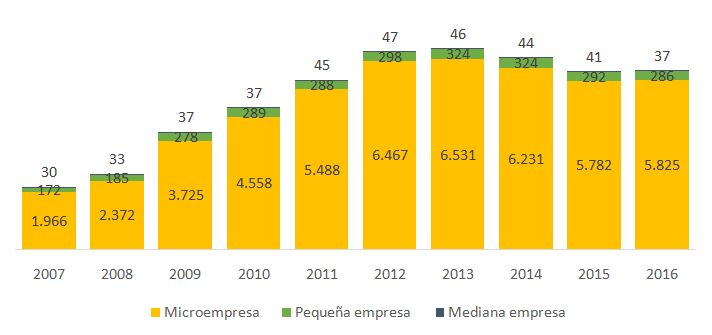 47 46
45 44 41 37
298 324
37 288 324 292 286
37 289
278
33
30 185
172
6.467 6.531 6.231
5.488 5.782 5.825
4.558
3.725
1.966 2.372
2007 2008 2009 2010 2011 2012 2013 2014 2015 2016
Microempresa Pequeña empresa Mediana empresa